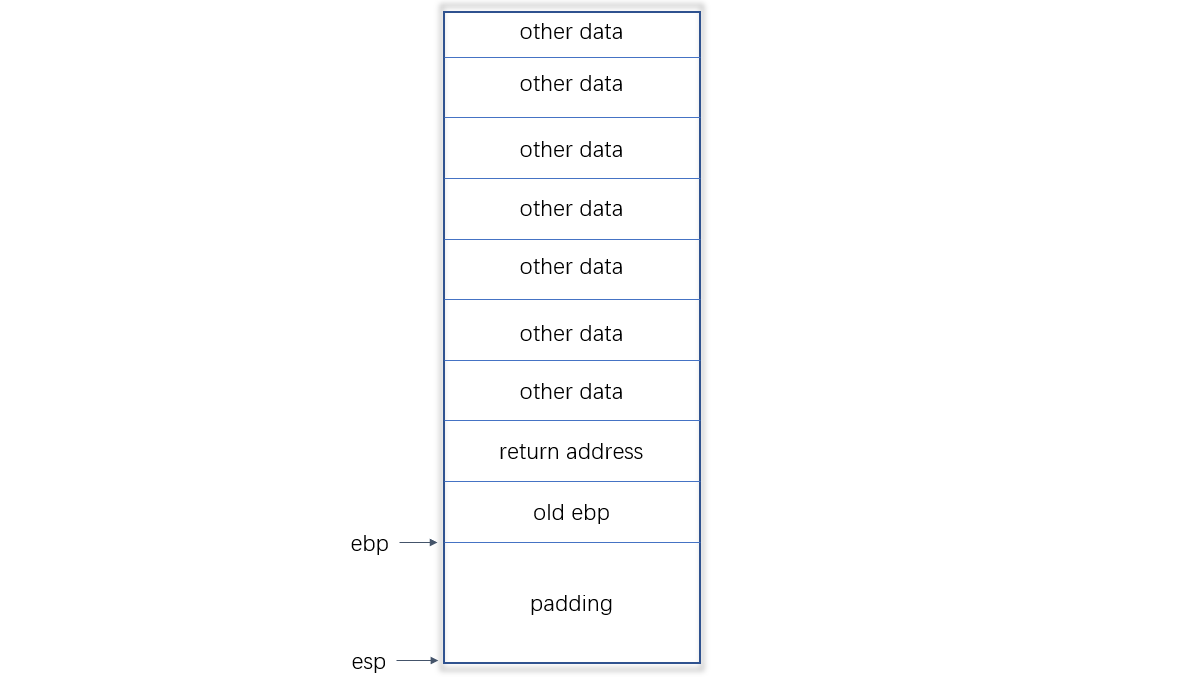 other data
other data
other data
other data
other data
other data
other data
return address
old ebp
ebp
padding
esp